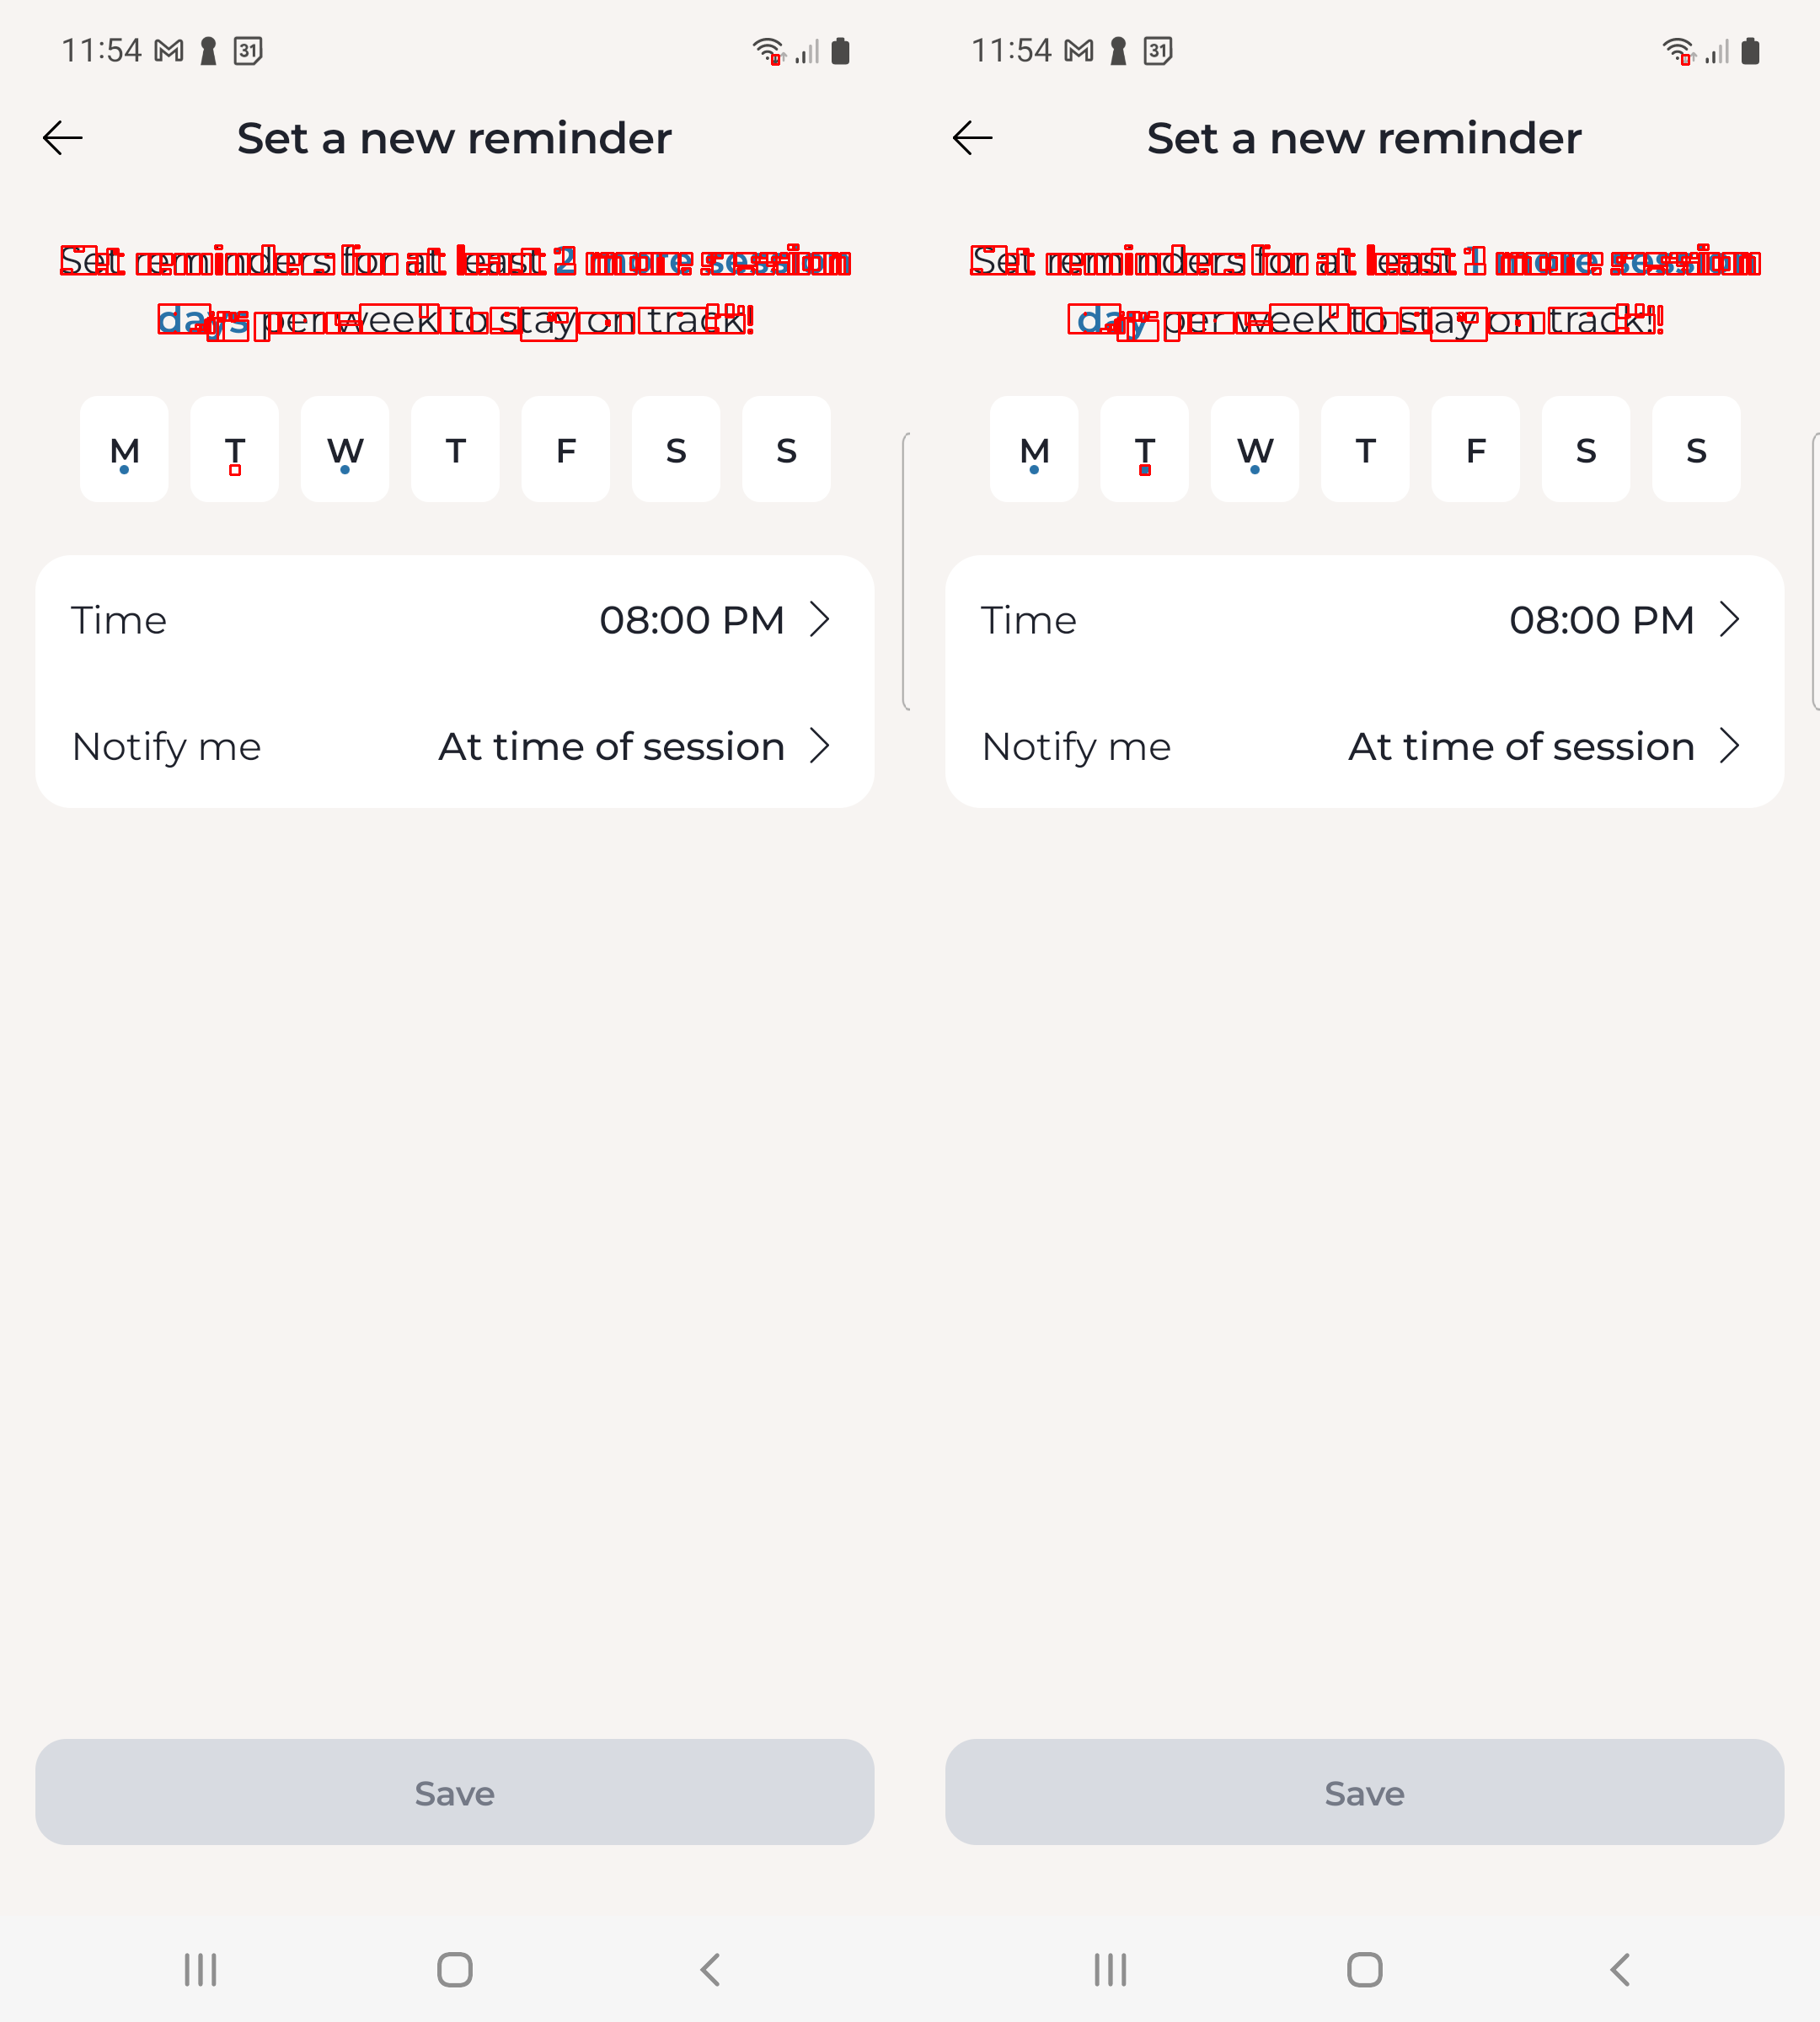 11:54
31
Set a new reminder
Set reminders for at least 2 more session
days per week to stay on track!
M T W T F S S
Time 08:00 PM
Notify me At time of session
Save
11:54
31
Set a new reminder
Set reminders for at least 1 more session
day per week to stay on track!
M T W T F S S
Time 08:00 PM
Notify me At time of session
Save